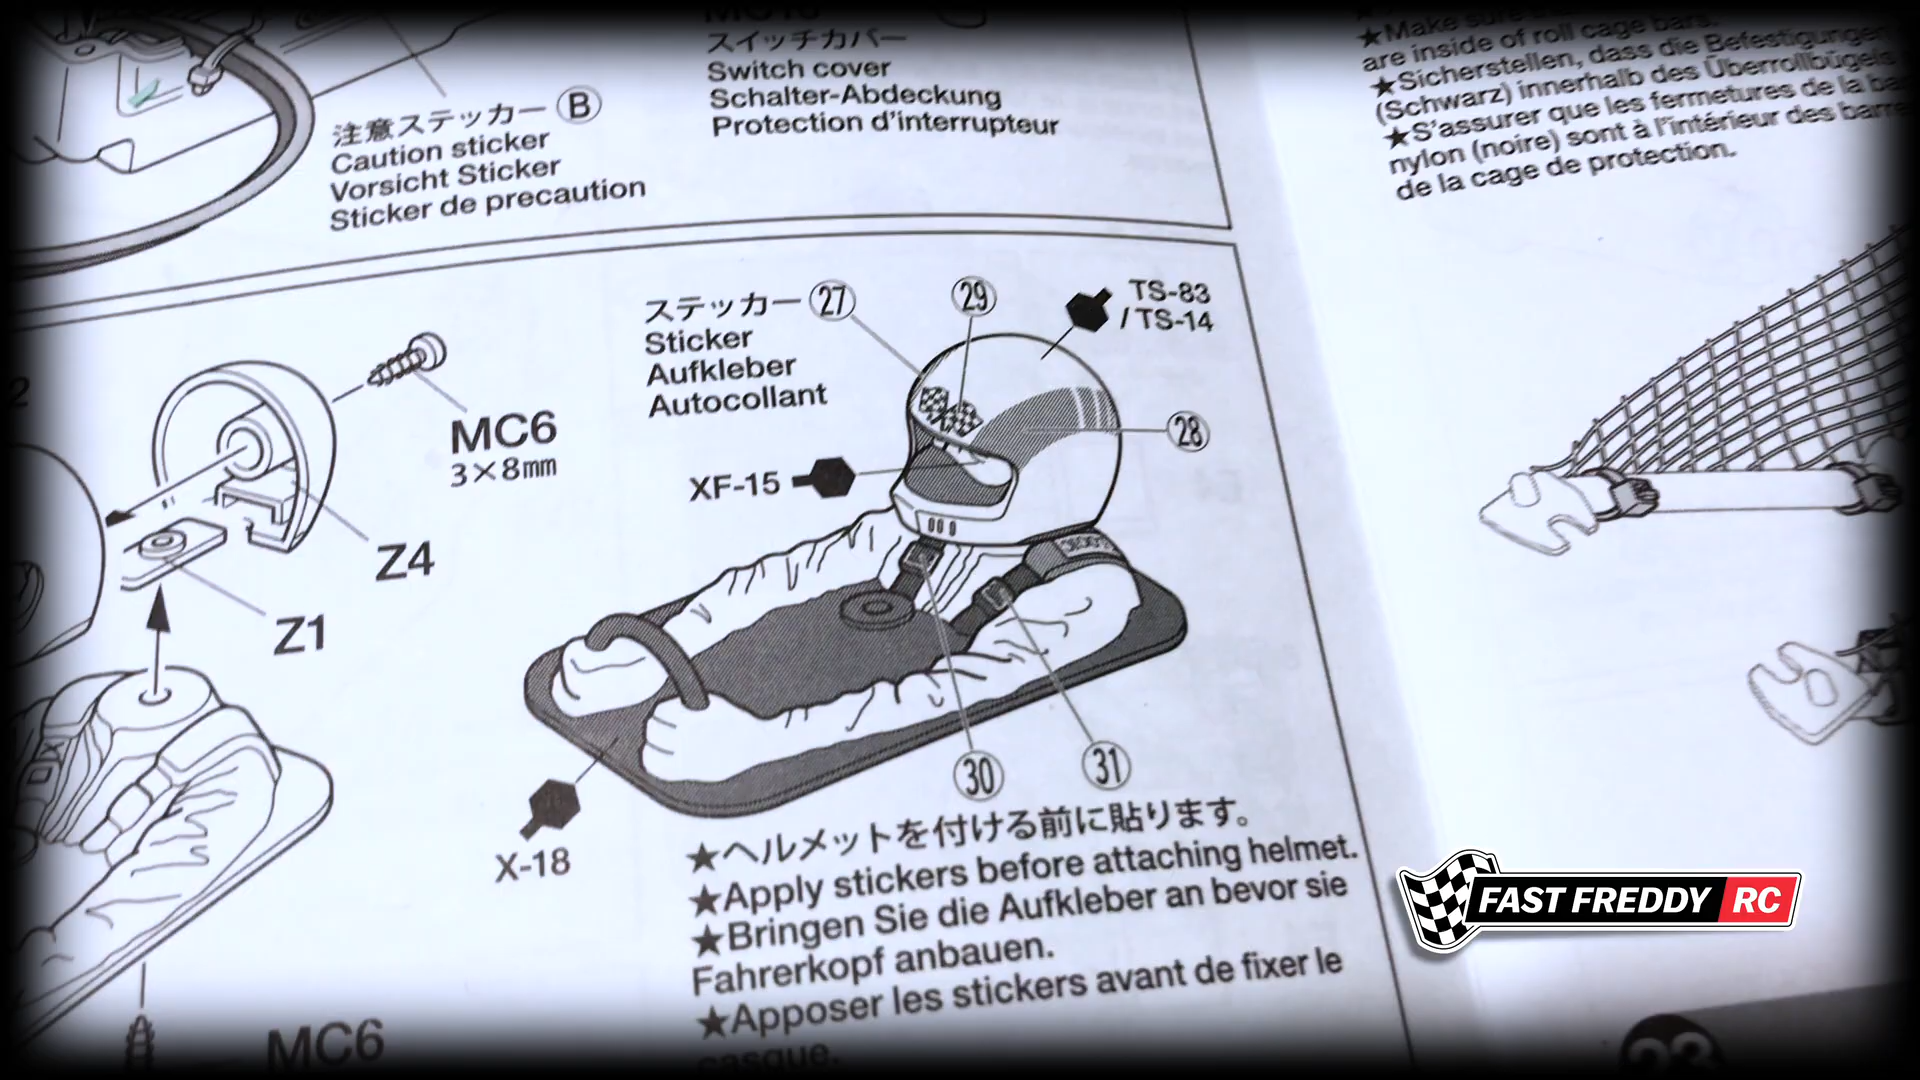 スイッチカバー
Switch cover
Schalter-Abdeckung
Protection d'interrupteur
注意ステッカー Ⓑ
Caution sticker
Vorsicht Sticker
Sticker de precaution
★Make sure
are inside of roll cage bars.
★Sicherstellen, dass die Befestigungen
(Schwarz) innerhalb des Überrollbügels
★S'assurer que les fermetures de la
nylon (noire) sont à l'intérieur des
de la cage de protection.
MC6
3×8mm
Z4
Z1
MC6
ステッカー ㉗
Sticker
Aufkleber
Autocollant
㉙
TS-83
/ TS-14
㉘
XF-15
㉚
㉛
X-18
★ヘルメットを付ける前に貼ります。
★Apply stickers before attaching helmet.
★Bringen Sie die Aufkleber an bevor sie
Fahrerkopf anbauen.
★Apposer les stickers avant de fixer le
casque.
FAST FREDDY RC
23